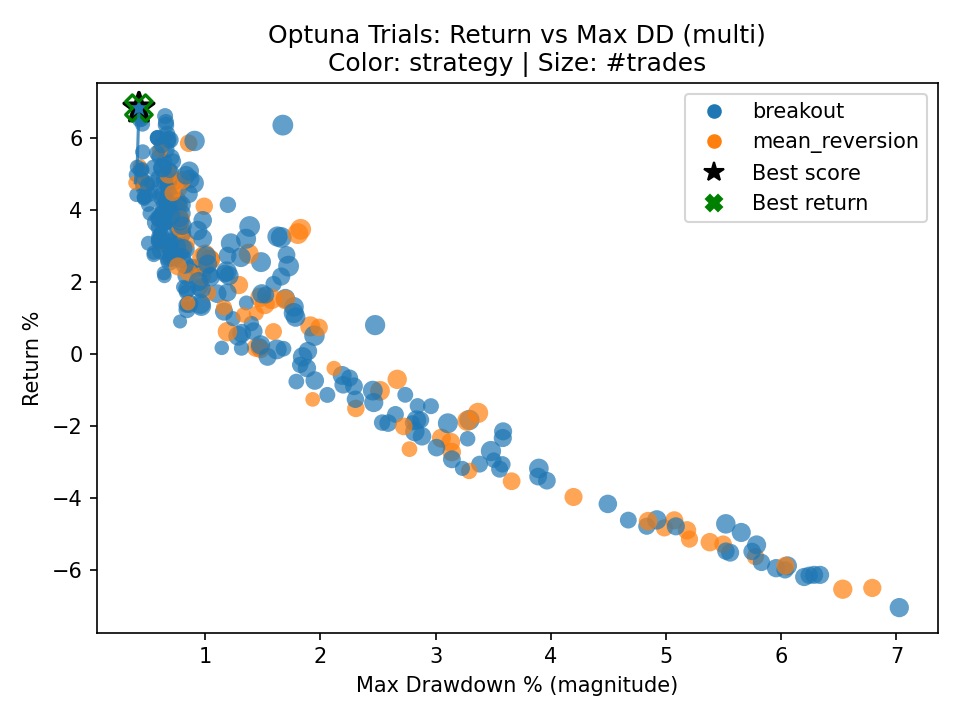 Optuna Trials: Return vs Max DD (multi)
Color: strategy | Size: #trades
breakout
mean_reversion
Best score
Best return
Return %
6
4
2
0
−2
−4
−6
1
2
3
4
5
6
7
Max Drawdown % (magnitude)